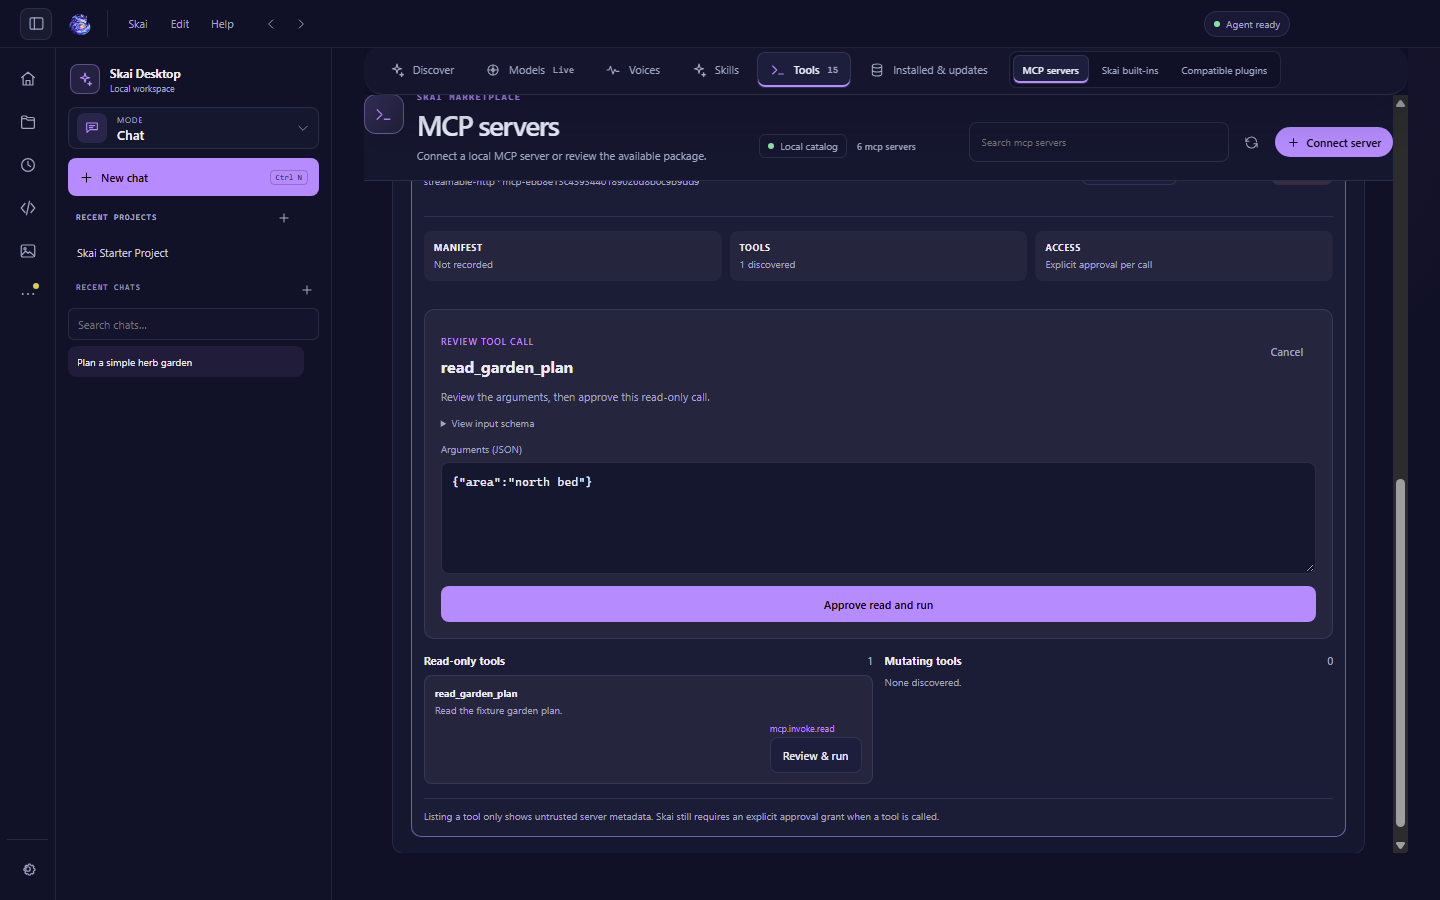 Skai
Edit
Help
Agent ready
Skai Desktop
Local workspace
MODE
Chat
New chat
Ctrl N
RECENT PROJECTS
Skai Starter Project
RECENT CHATS
Search chats...
Plan a simple herb garden
Discover
Models Live
Voices
Skills
Tools 15
Installed & updates
MCP servers
Skai built-ins
Compatible plugins
SKAI MARKETPLACE
MCP servers
Connect a local MCP server or review the available package.
Local catalog
6 mcp servers
Search mcp servers
Connect server
MANIFEST
Not recorded
TOOLS
1 discovered
ACCESS
Explicit approval per call
REVIEW TOOL CALL
Cancel
read_garden_plan
Review the arguments, then approve this read-only call.
View input schema
Arguments (JSON)
{"area":"north bed"}
Approve read and run
Read-only tools 1
read_garden_plan
Read the fixture garden plan.
mcp.invoke.read
Review & run
Mutating tools 0
None discovered.
Listing a tool only shows untrusted server metadata. Skai still requires an explicit approval grant when a tool is called.